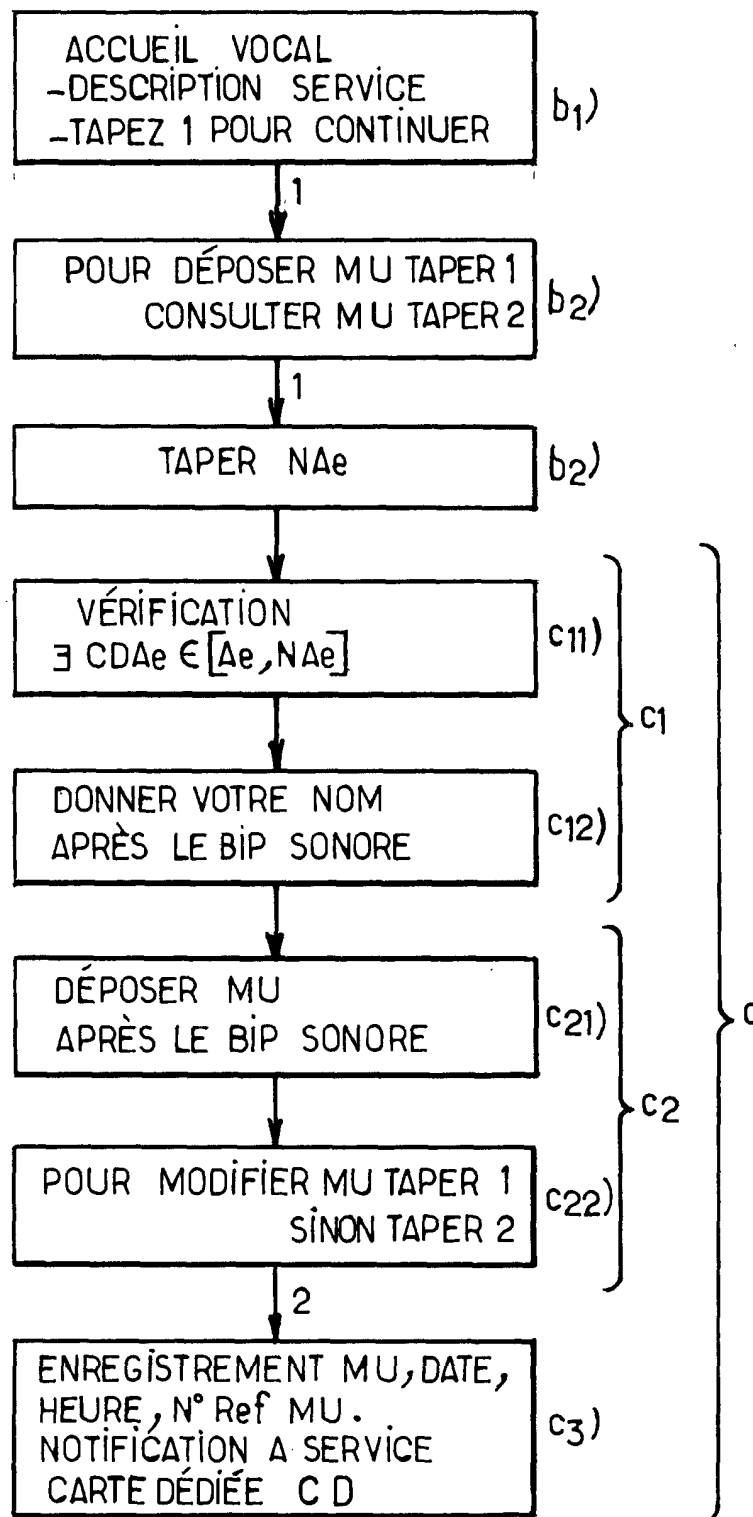 ACCUEIL VOCAL
-DESCRIPTION SERVICE
-TAPEZ 1 POUR CONTINUER
b1)
1
POUR DÉPOSER MU TAPER 1
CONSULTER MU TAPER 2
b2)
1
TAPER NAe
b2)
VÉRIFICATION
∃ CDAe ∈ [Ae, NAe]
c11)
c1
DONNER VOTRE NOM
APRÈS LE BIP SONORE
c12)
DÉPOSER MU
APRÈS LE BIP SONORE
c21)
c
c2
POUR MODIFIER MU TAPER 1
SINON TAPER 2
c22)
2
ENREGISTREMENT MU, DATE,
HEURE, N° Ref MU.
NOTIFICATION A SERVICE
CARTE DÉDIÉE CD
c3)